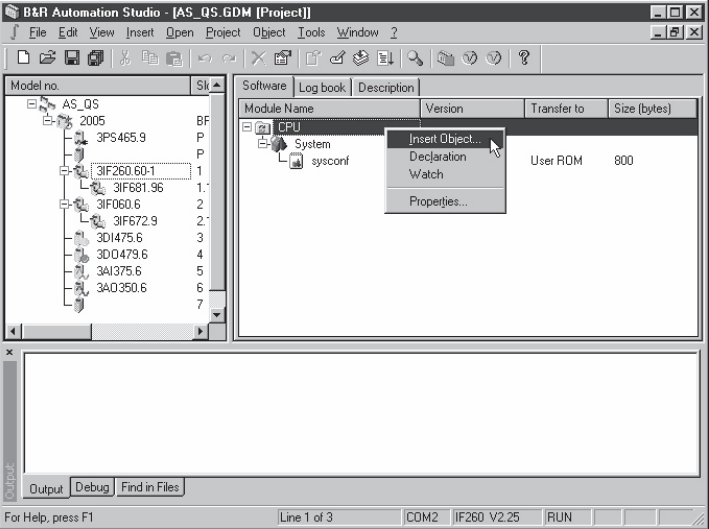 B&R Automation Studio - [AS_QS.GDM [Project]]
File Edit View Insert Open Project Object Tools Window ?
Model no. Slo
AS_QS
2005 BF
3PS465.9 P
P
3IF260.60-1 1
3IF681.96 1.
3IF060.6 2
3IF672.9 2.
3DI475.6 3
3DO479.6 4
3AI375.6 5
3AO350.6 6
7
Software Log book Description
Module Name Version Transfer to Size (bytes)
CPU
System
sysconf User ROM 800
Insert Object...
Declaration
Watch
Properties...
Output
Output Debug Find in Files
For Help, press F1 Line 1 of 3 COM2 IF260 V2.25 RUN